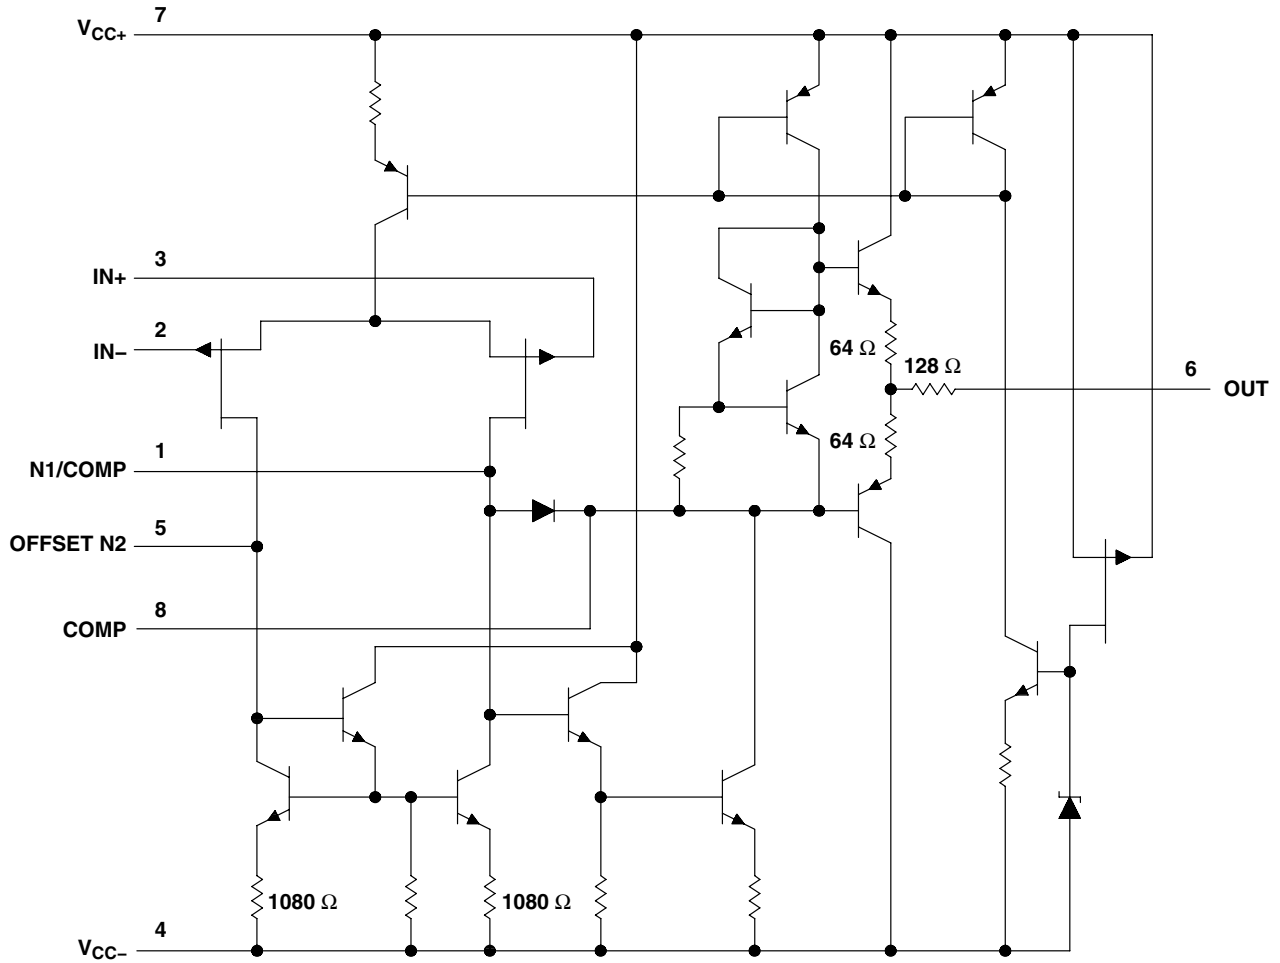 7
VCC+
3
IN+
2
IN−
64 Ω
128 Ω
6
OUT
64 Ω
1
N1/COMP
5
OFFSET N2
8
COMP
1080 Ω
1080 Ω
4
VCC−